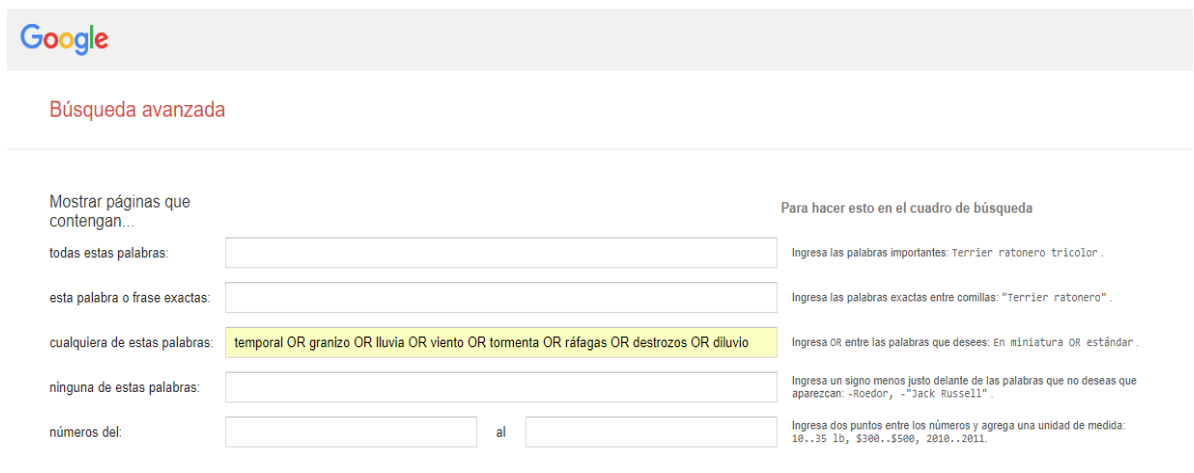 Google
Búsqueda avanzada
Mostrar páginas que
contengan...
Para hacer esto en el cuadro de búsqueda
todas estas palabras:
Ingresa las palabras importantes: Terrier ratonero tricolor .
esta palabra o frase exactas:
Ingresa las palabras exactas entre comillas: "Terrier ratonero" .
cualquiera de estas palabras:
temporal OR granizo OR lluvia OR viento OR tormenta OR ráfagas OR destrozos OR diluvio
Ingresa OR entre las palabras que desees: En miniatura OR estándar .
ninguna de estas palabras:
Ingresa un signo menos justo delante de las palabras que no deseas que
aparezcan: -Roedor, -"Jack Russell" .
números del:
al
Ingresa dos puntos entre los números y agrega una unidad de medida:
10..35 lb, $300..$500, 2010..2011.